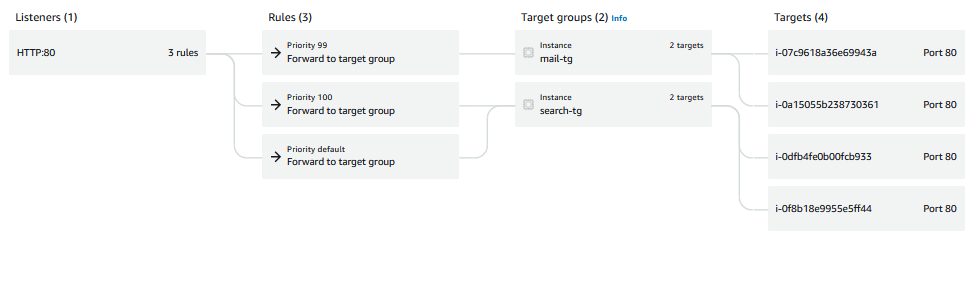 Listeners (1)
Rules (3)
Target groups (2) Info
Targets (4)
HTTP:80 3 rules
Priority 99
Forward to target group
Priority 100
Forward to target group
Priority default
Forward to target group
Instance 2 targets
mail-tg
Instance 2 targets
search-tg
i-07c9618a36e69943a Port 80
i-0a15055b238730361 Port 80
i-0dfb4fe0b00fcb933 Port 80
i-0f8b18e9955e5ff44 Port 80